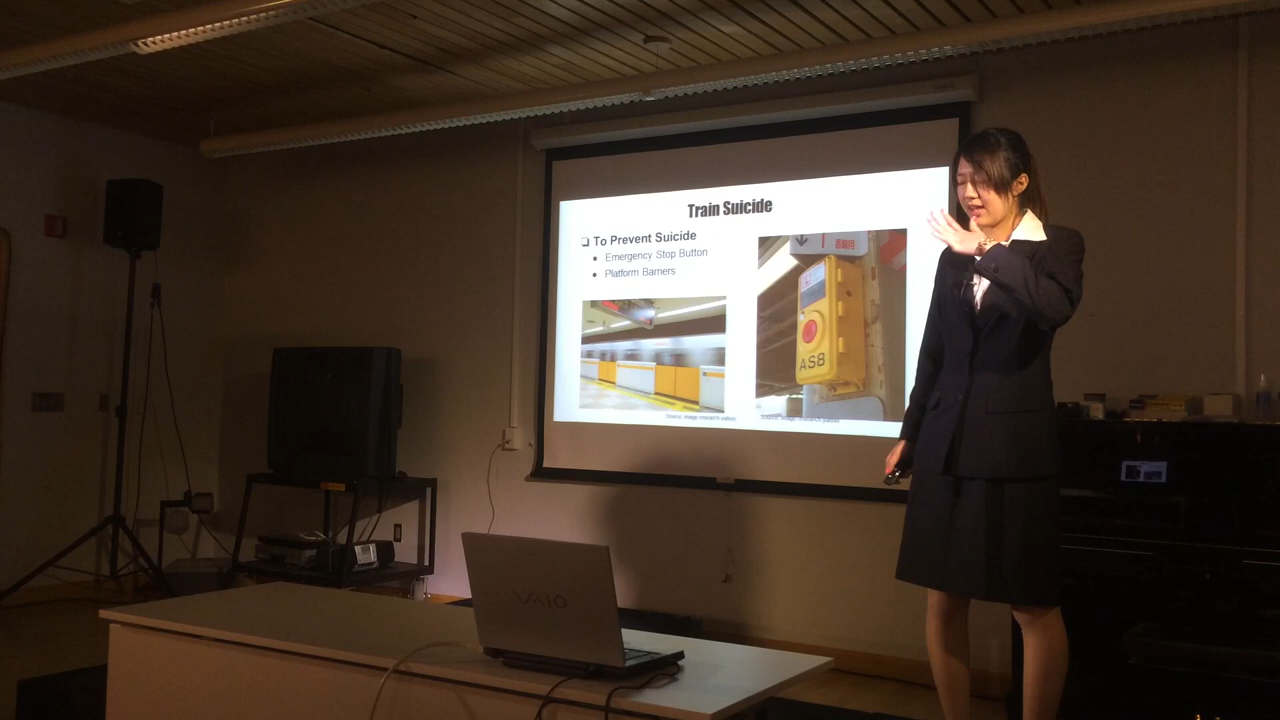 Train Suicide
To Prevent Suicide
Emergency Stop Button
Platform Barriers
AS8
VAIO